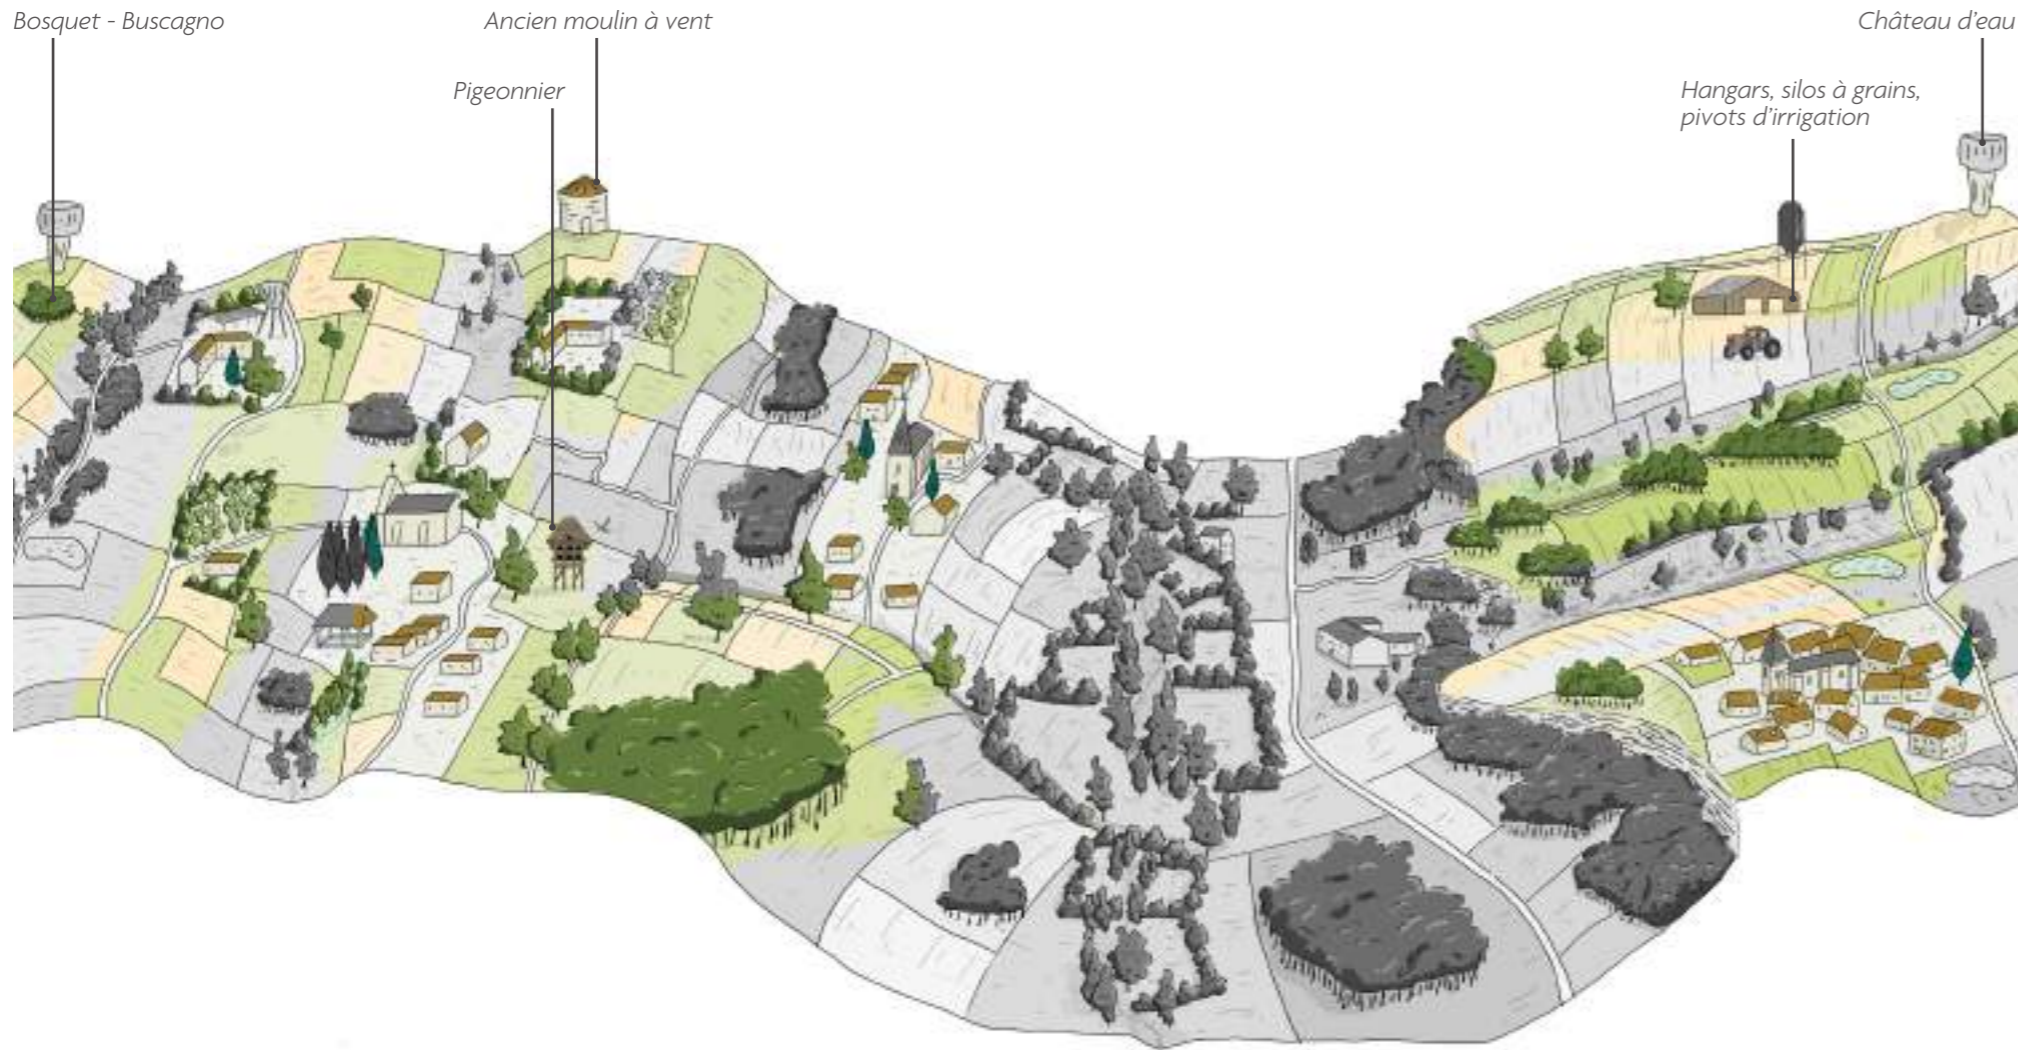 Bosquet - Buscagno
Ancien moulin à vent
Château d'eau
Pigeonnier
Hangars, silos à grains,
pivots d'irrigation